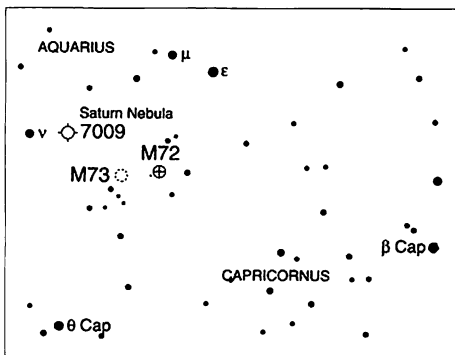 AQUARIUS
μ
ε
Saturn Nebula
ν
7009
M72
M73
β Cap
CAPRICORNUS
θ Cap